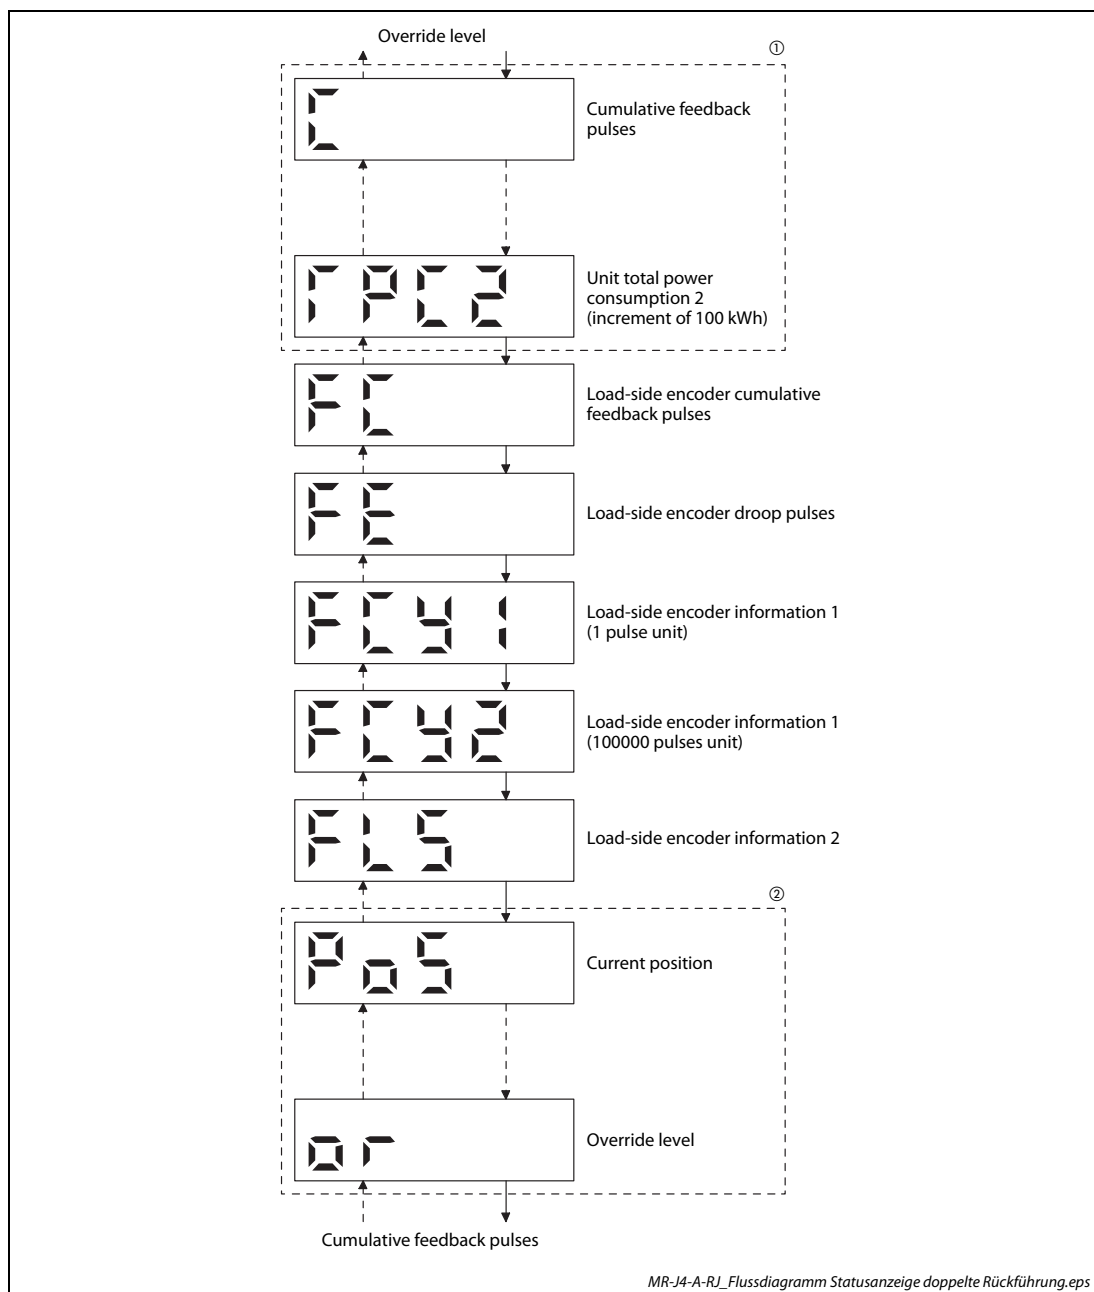 Override level
①
C
Cumulative feedback
pulses
TPC2
Unit total power
consumption 2
(increment of 100 kWh)
FC
Load-side encoder cumulative
feedback pulses
FE
Load-side encoder droop pulses
FCy1
Load-side encoder information 1
(1 pulse unit)
FCy2
Load-side encoder information 1
(100000 pulses unit)
FLS
Load-side encoder information 2
②
PoS
Current position
or
Override level
Cumulative feedback pulses
MR-J4-A-RJ_Flussdiagramm Statusanzeige doppelte Rückführung.eps